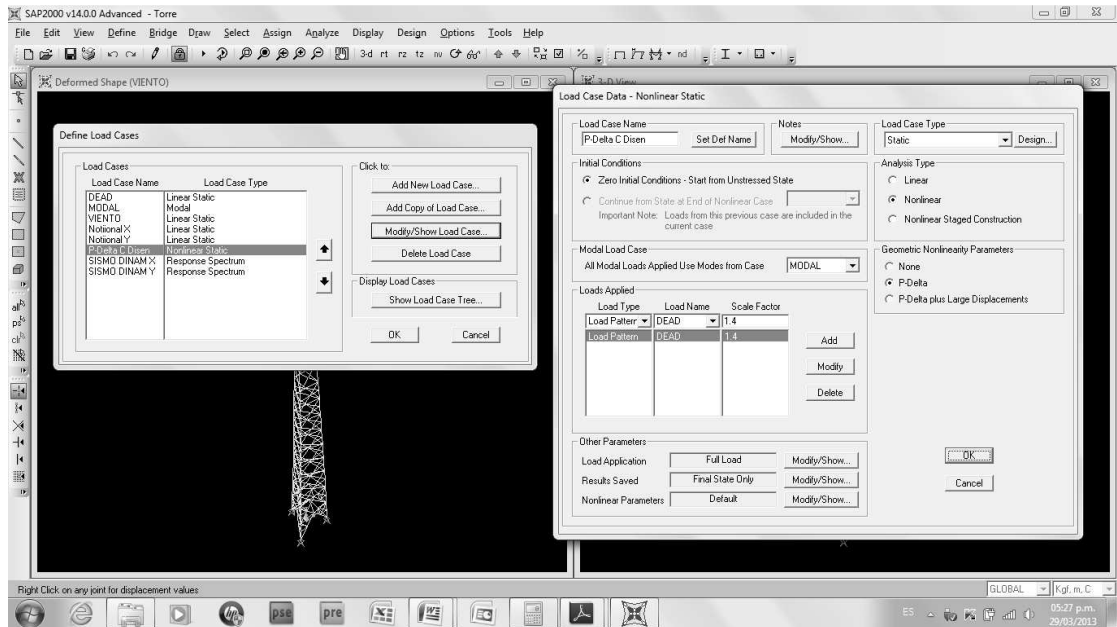 SAP2000 v14.0.0 Advanced - Torre
File Edit View Define Bridge Draw Select Assign Analyze Display Design Options Tools Help
3-d nv nd
Deformed Shape (VIENTO)
3-D View
Define Load Cases
Load Cases
Load Case Name Load Case Type
DEAD Linear Static
MODAL Modal
VIENTO Linear Static
Notiional X Linear Static
Notiional Y Linear Static
P-Delta C Disen Nonlinear Static
SISMO DINAM X Response Spectrum
SISMO DINAM Y Response Spectrum
Click to:
Add New Load Case...
Add Copy of Load Case...
Modify/Show Load Case...
Delete Load Case
Display Load Cases
Show Load Case Tree...
OK Cancel
Load Case Data - Nonlinear Static
Load Case Name
P-Delta C Disen Set Def Name
Notes
Modify/Show...
Load Case Type
Static Design...
Initial Conditions
Zero Initial Conditions - Start from Unstressed State
Continue from State at End of Nonlinear Case
Important Note: Loads from this previous case are included in the
current case
Analysis Type
Linear
Nonlinear
Nonlinear Staged Construction
Modal Load Case
All Modal Loads Applied Use Modes from Case MODAL
Geometric Nonlinearity Parameters
None
P-Delta
P-Delta plus Large Displacements
Loads Applied
Load Type Load Name Scale Factor
Load Pattern DEAD 1.4
Load Pattern DEAD 1.4
Add
Modify
Delete
Other Parameters
Load Application Full Load Modify/Show...
Results Saved Final State Only Modify/Show...
Nonlinear Parameters Default Modify/Show...
OK
Cancel
Right Click on any joint for displacement values
GLOBAL Kgf, m, C
hp pse pre
ES
05:27 p.m.
29/03/2013